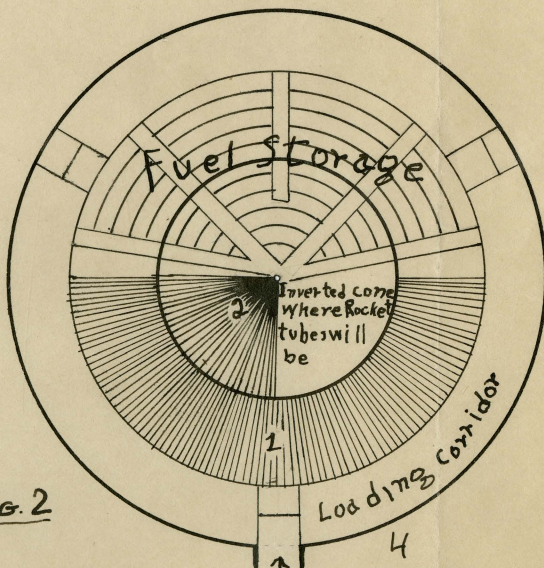 Fuel Storage
2
Inverted cone
Where Rocket
tubes will
be
1
Loading corridor
4
G. 2